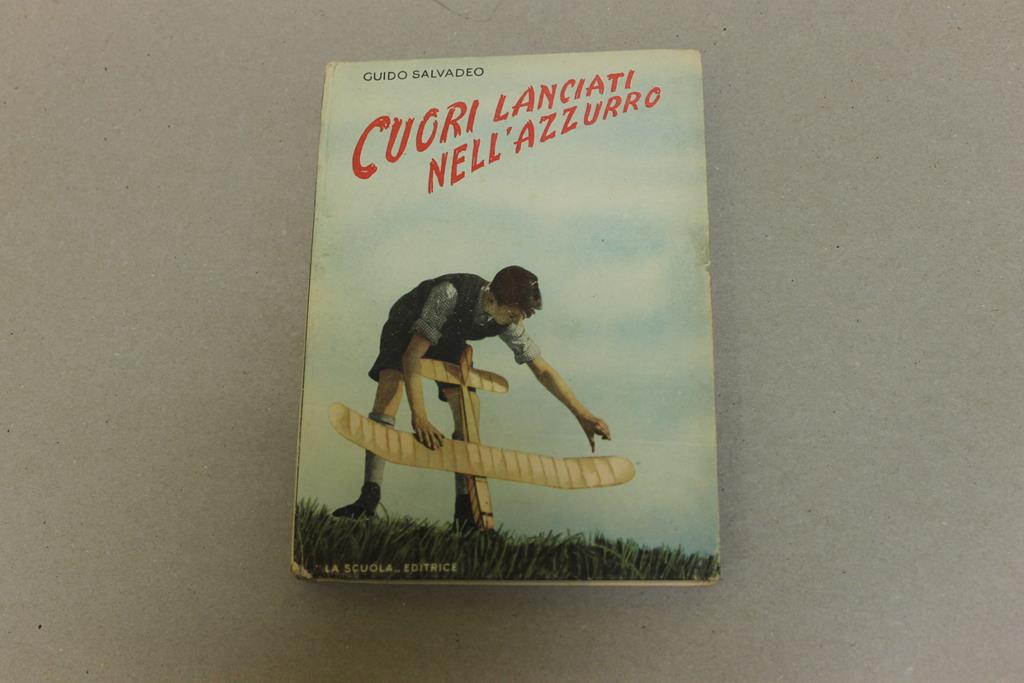 GUIDO SALVADEO
CUORI LANCIATI
NELL'AZZURRO
"LA SCUOLA„ EDITRICE